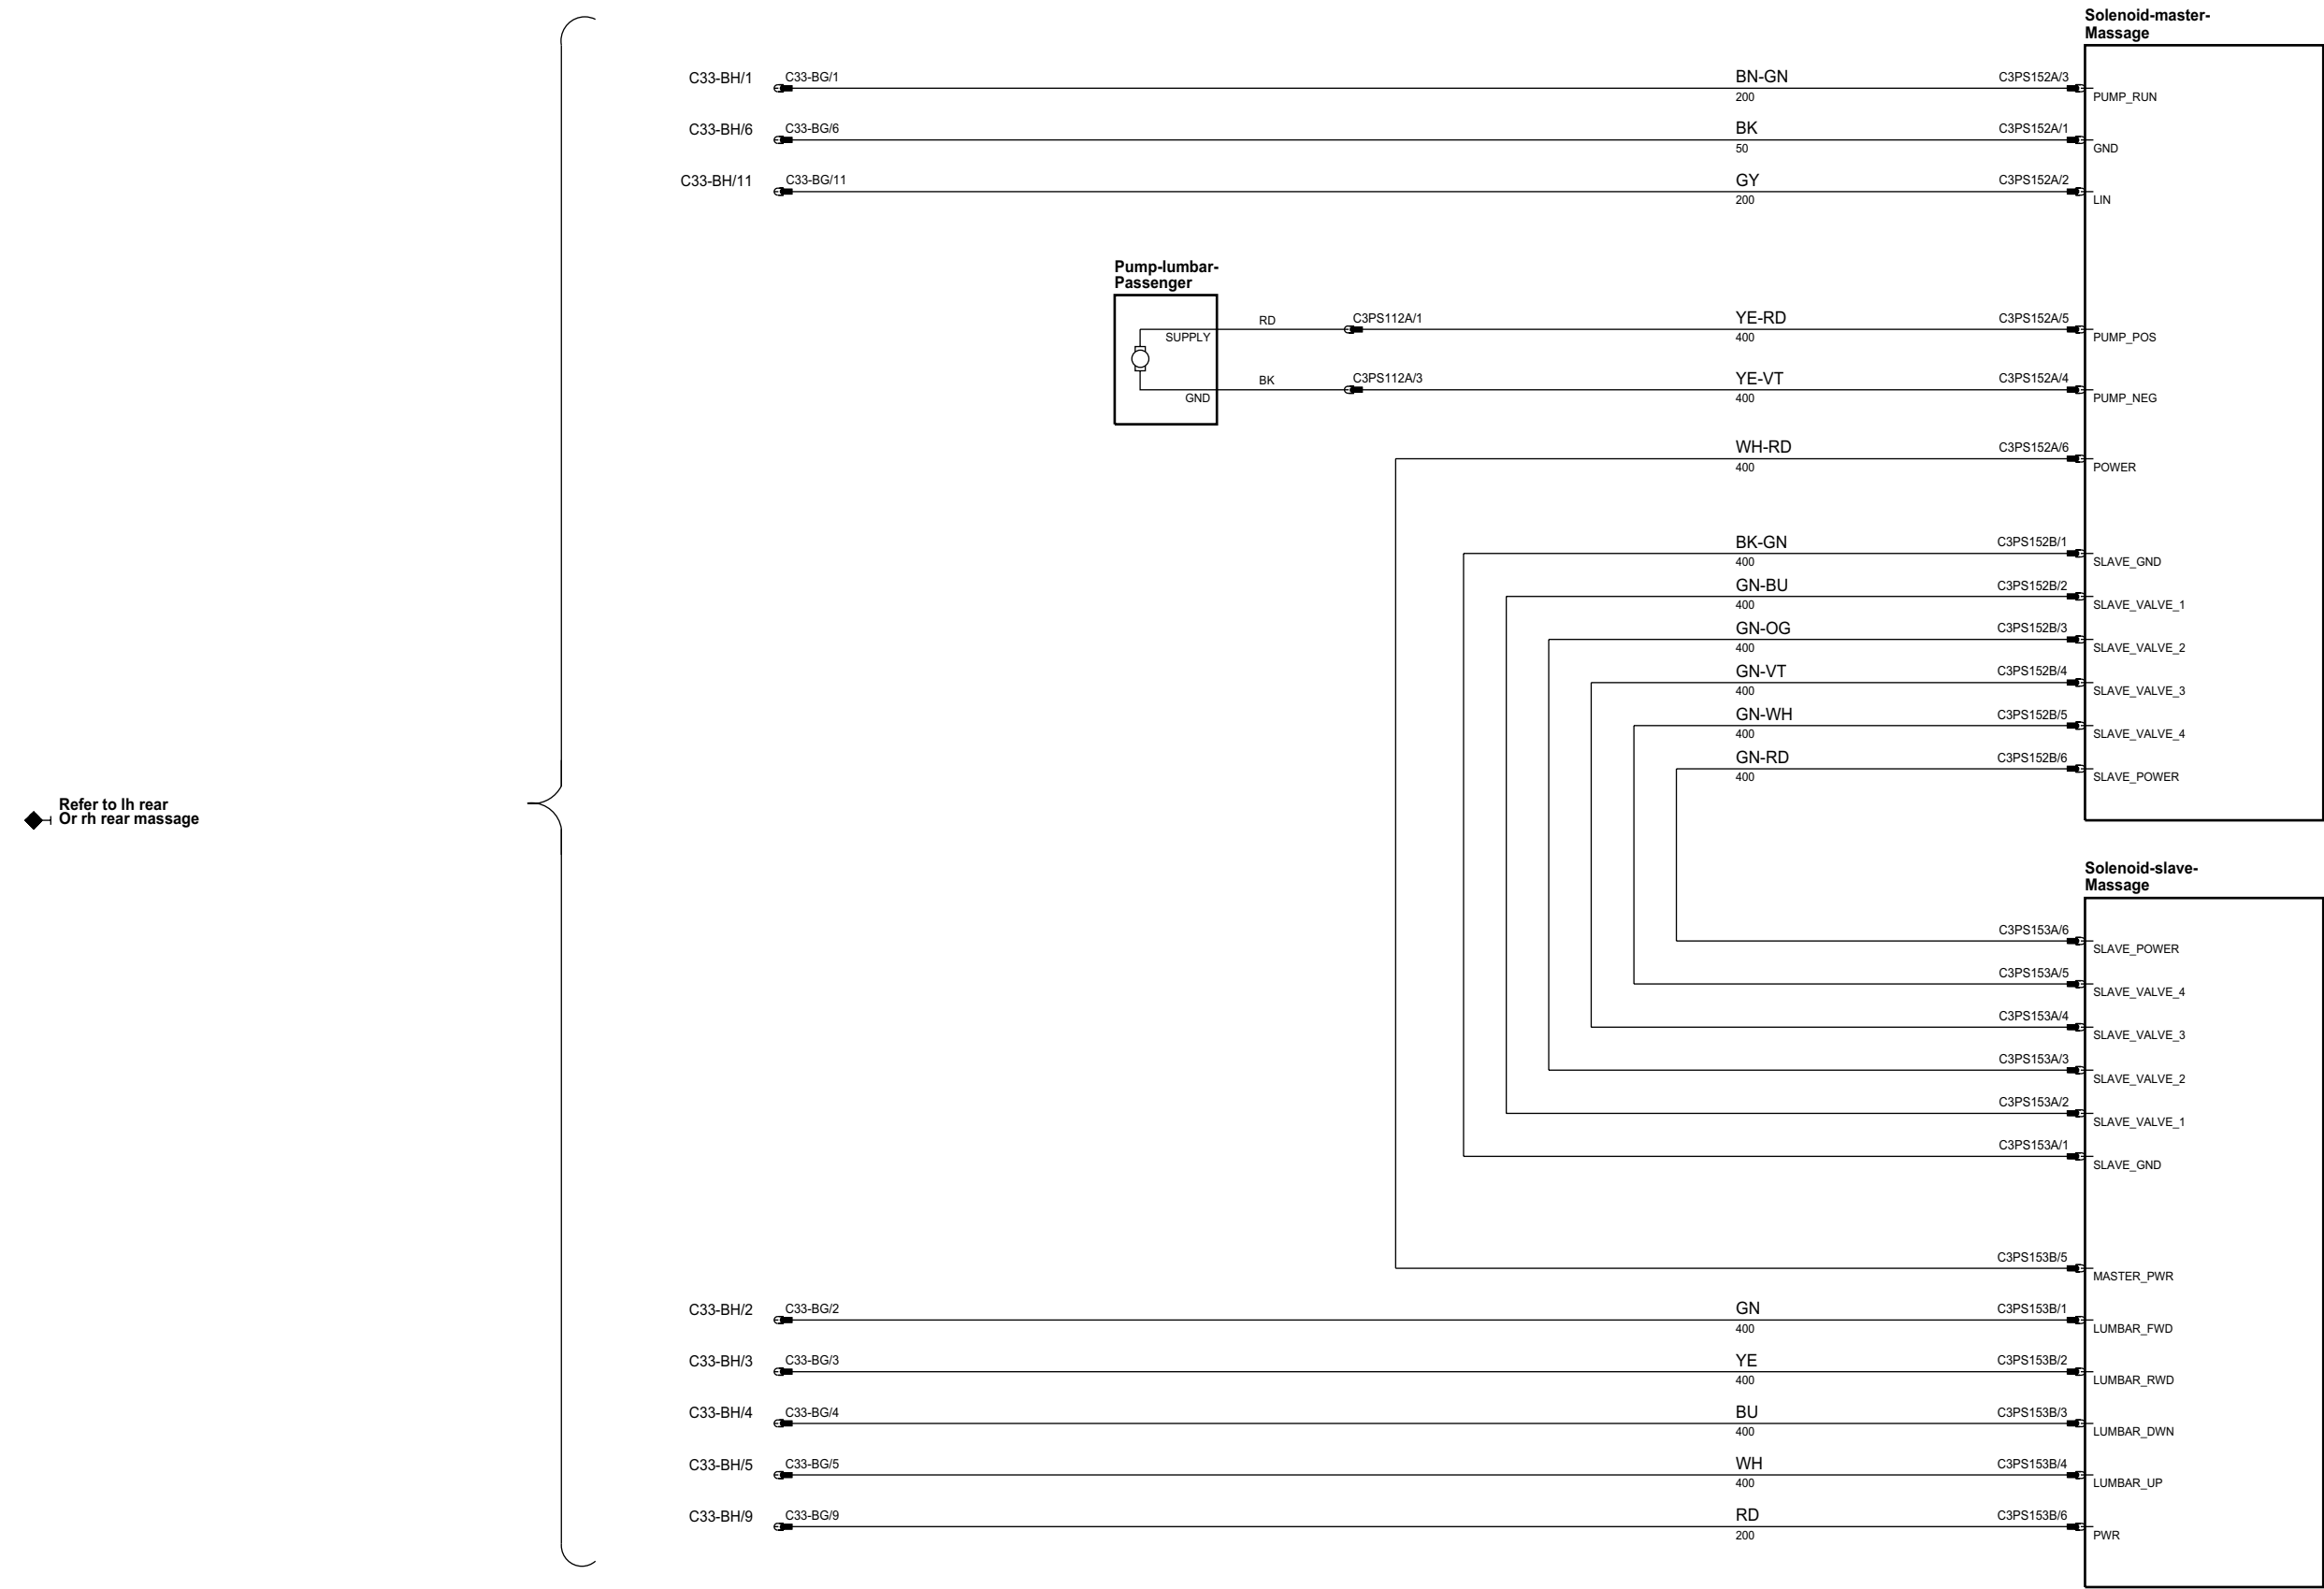 Solenoid-master-
Massage
C33-BH/1 C33-BG/1 BN-GN C3PS152A/3
200 PUMP_RUN
C33-BH/6 C33-BG/6 BK C3PS152A/1
50 GND
C33-BH/11 C33-BG/11 GY C3PS152A/2
200 LIN
Pump-lumbar-
Passenger
RD C3PS112A/1 YE-RD C3PS152A/5
SUPPLY 400 PUMP_POS
BK C3PS112A/3 YE-VT C3PS152A/4
GND 400 PUMP_NEG
WH-RD C3PS152A/6
400 POWER
BK-GN C3PS152B/1
400 SLAVE_GND
GN-BU C3PS152B/2
400 SLAVE_VALVE_1
GN-OG C3PS152B/3
400 SLAVE_VALVE_2
GN-VT C3PS152B/4
400 SLAVE_VALVE_3
GN-WH C3PS152B/5
400 SLAVE_VALVE_4
GN-RD C3PS152B/6
400 SLAVE_POWER
Refer to lh rear
Or rh rear massage
Solenoid-slave-
Massage
C3PS153A/6
SLAVE_POWER
C3PS153A/5
SLAVE_VALVE_4
C3PS153A/4
SLAVE_VALVE_3
C3PS153A/3
SLAVE_VALVE_2
C3PS153A/2
SLAVE_VALVE_1
C3PS153A/1
SLAVE_GND
C3PS153B/5
MASTER_PWR
C33-BH/2 C33-BG/2 GN C3PS153B/1
400 LUMBAR_FWD
C33-BH/3 C33-BG/3 YE C3PS153B/2
400 LUMBAR_RWD
C33-BH/4 C33-BG/4 BU C3PS153B/3
400 LUMBAR_DWN
C33-BH/5 C33-BG/5 WH C3PS153B/4
400 LUMBAR_UP
C33-BH/9 C33-BG/9 RD C3PS153B/6
200 PWR